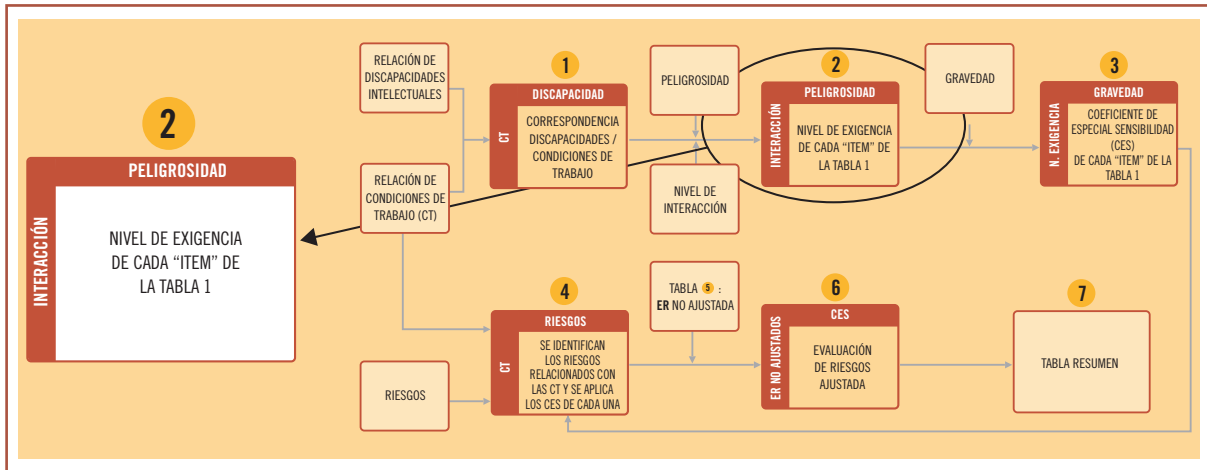 2
PELIGROSIDAD
INTERACCIÓN
NIVEL DE EXIGENCIA
DE CADA “ITEM” DE
LA TABLA 1
RELACIÓN DE
DISCAPACIDADES
INTELECTUALES
RELACIÓN DE
CONDICIONES DE
TRABAJO (CT)
1
DISCAPACIDAD
CT
CORRESPONDENCIA
DISCAPACIDADES /
CONDICIONES DE
TRABAJO
PELIGROSIDAD
NIVEL DE
INTERACCIÓN
2
PELIGROSIDAD
INTERACCIÓN
NIVEL DE EXIGENCIA
DE CADA “ITEM” DE
LA TABLA 1
GRAVEDAD
3
GRAVEDAD
N. EXIGENCIA
COEFICIENTE DE
ESPECIAL SENSIBILIDAD
(CES)
DE CADA “ITEM” DE LA
TABLA 1
RIESGOS
4
RIESGOS
CT
SE IDENTIFICAN
LOS RIESGOS
RELACIONADOS CON
LAS CT Y SE APLICA
LOS CES DE CADA UNA
TABLA 5 :
ER NO AJUSTADA
6
CES
ER NO AJUSTADOS
EVALUACIÓN
DE RIESGOS
AJUSTADA
7
TABLA RESUMEN